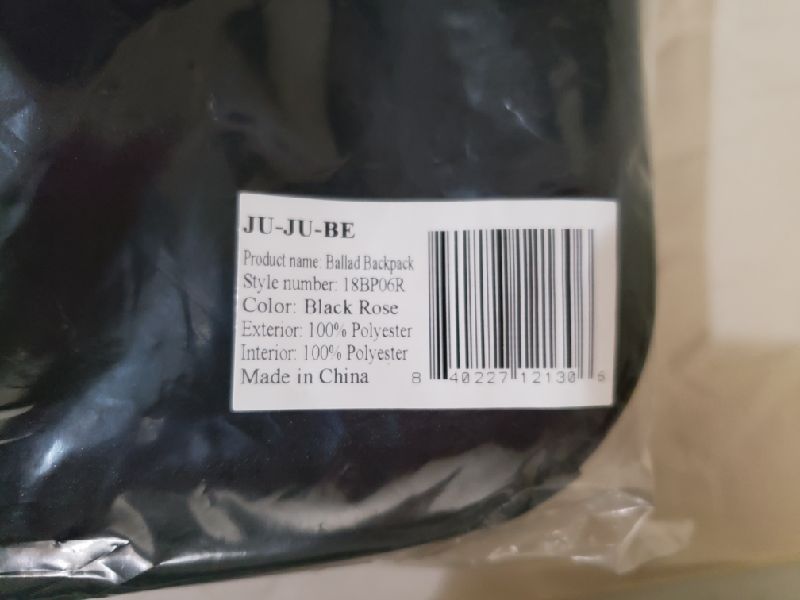 JU-JU-BE
Product name: Ballad Backpack
Style number: 18BP06R
Color: Black Rose
Exterior: 100% Polyester
Interior: 100% Polyester
Made in China
8 40227 12130 6